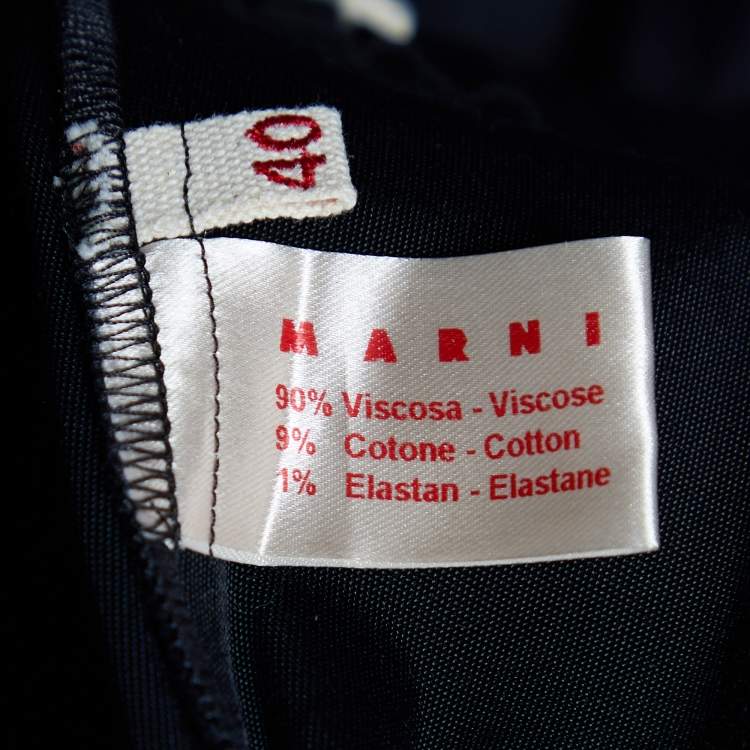 40
MARNI
90% Viscosa - Viscose
9% Cotone - Cotton
1% Elastan - Elastane